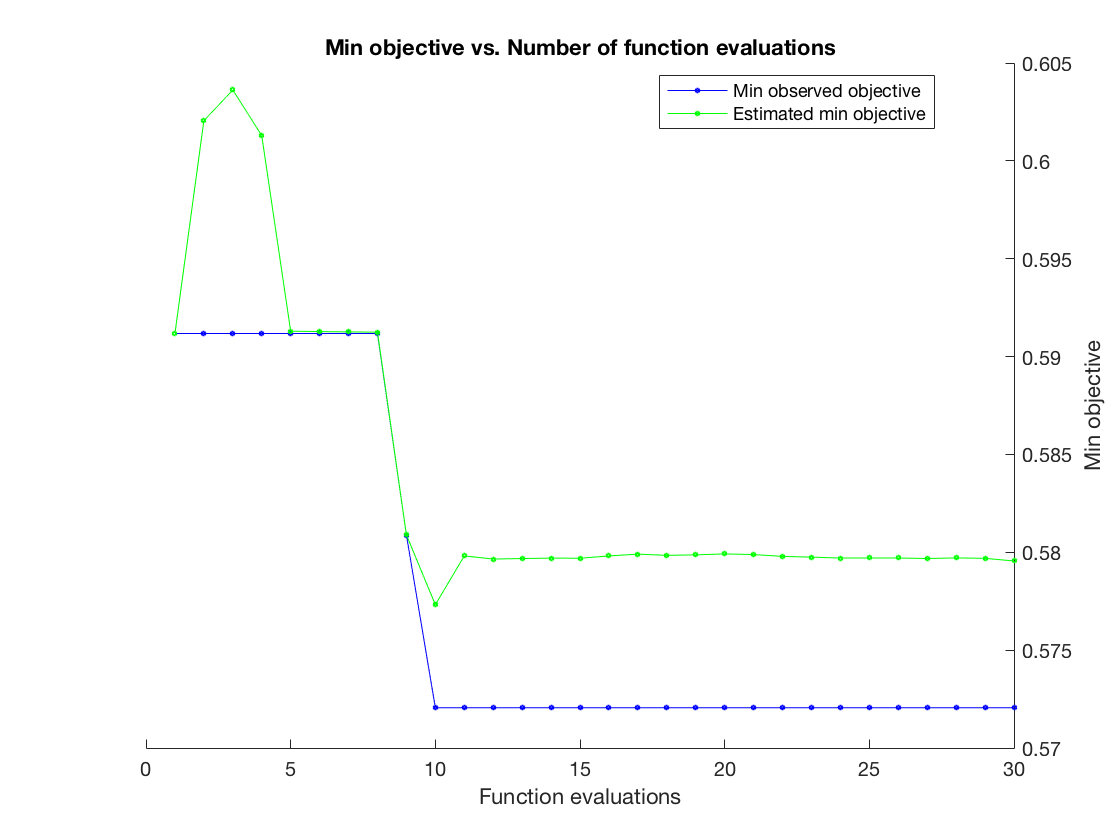 Min objective vs. Number of function evaluations
Min observed objective
Estimated min objective
0.605
0.6
0.595
0.59
0.585
0.58
0.575
0.57
Min objective
0 5 10 15 20 25 30
Function evaluations